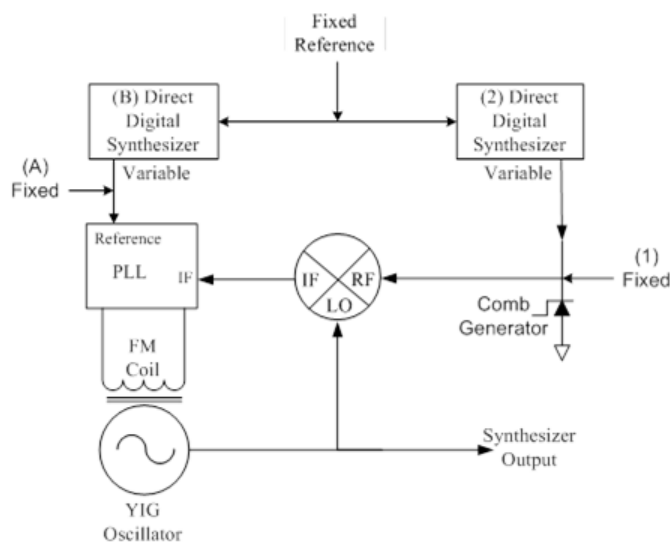 Fixed
Reference
(B) Direct
Digital
Synthesizer
(2) Direct
Digital
Synthesizer
(A)
Fixed
Variable
Variable
Reference
PLL
IF
IF
RF
LO
(1)
Fixed
Comb
Generator
FM
Coil
Synthesizer
Output
YIG
Oscillator